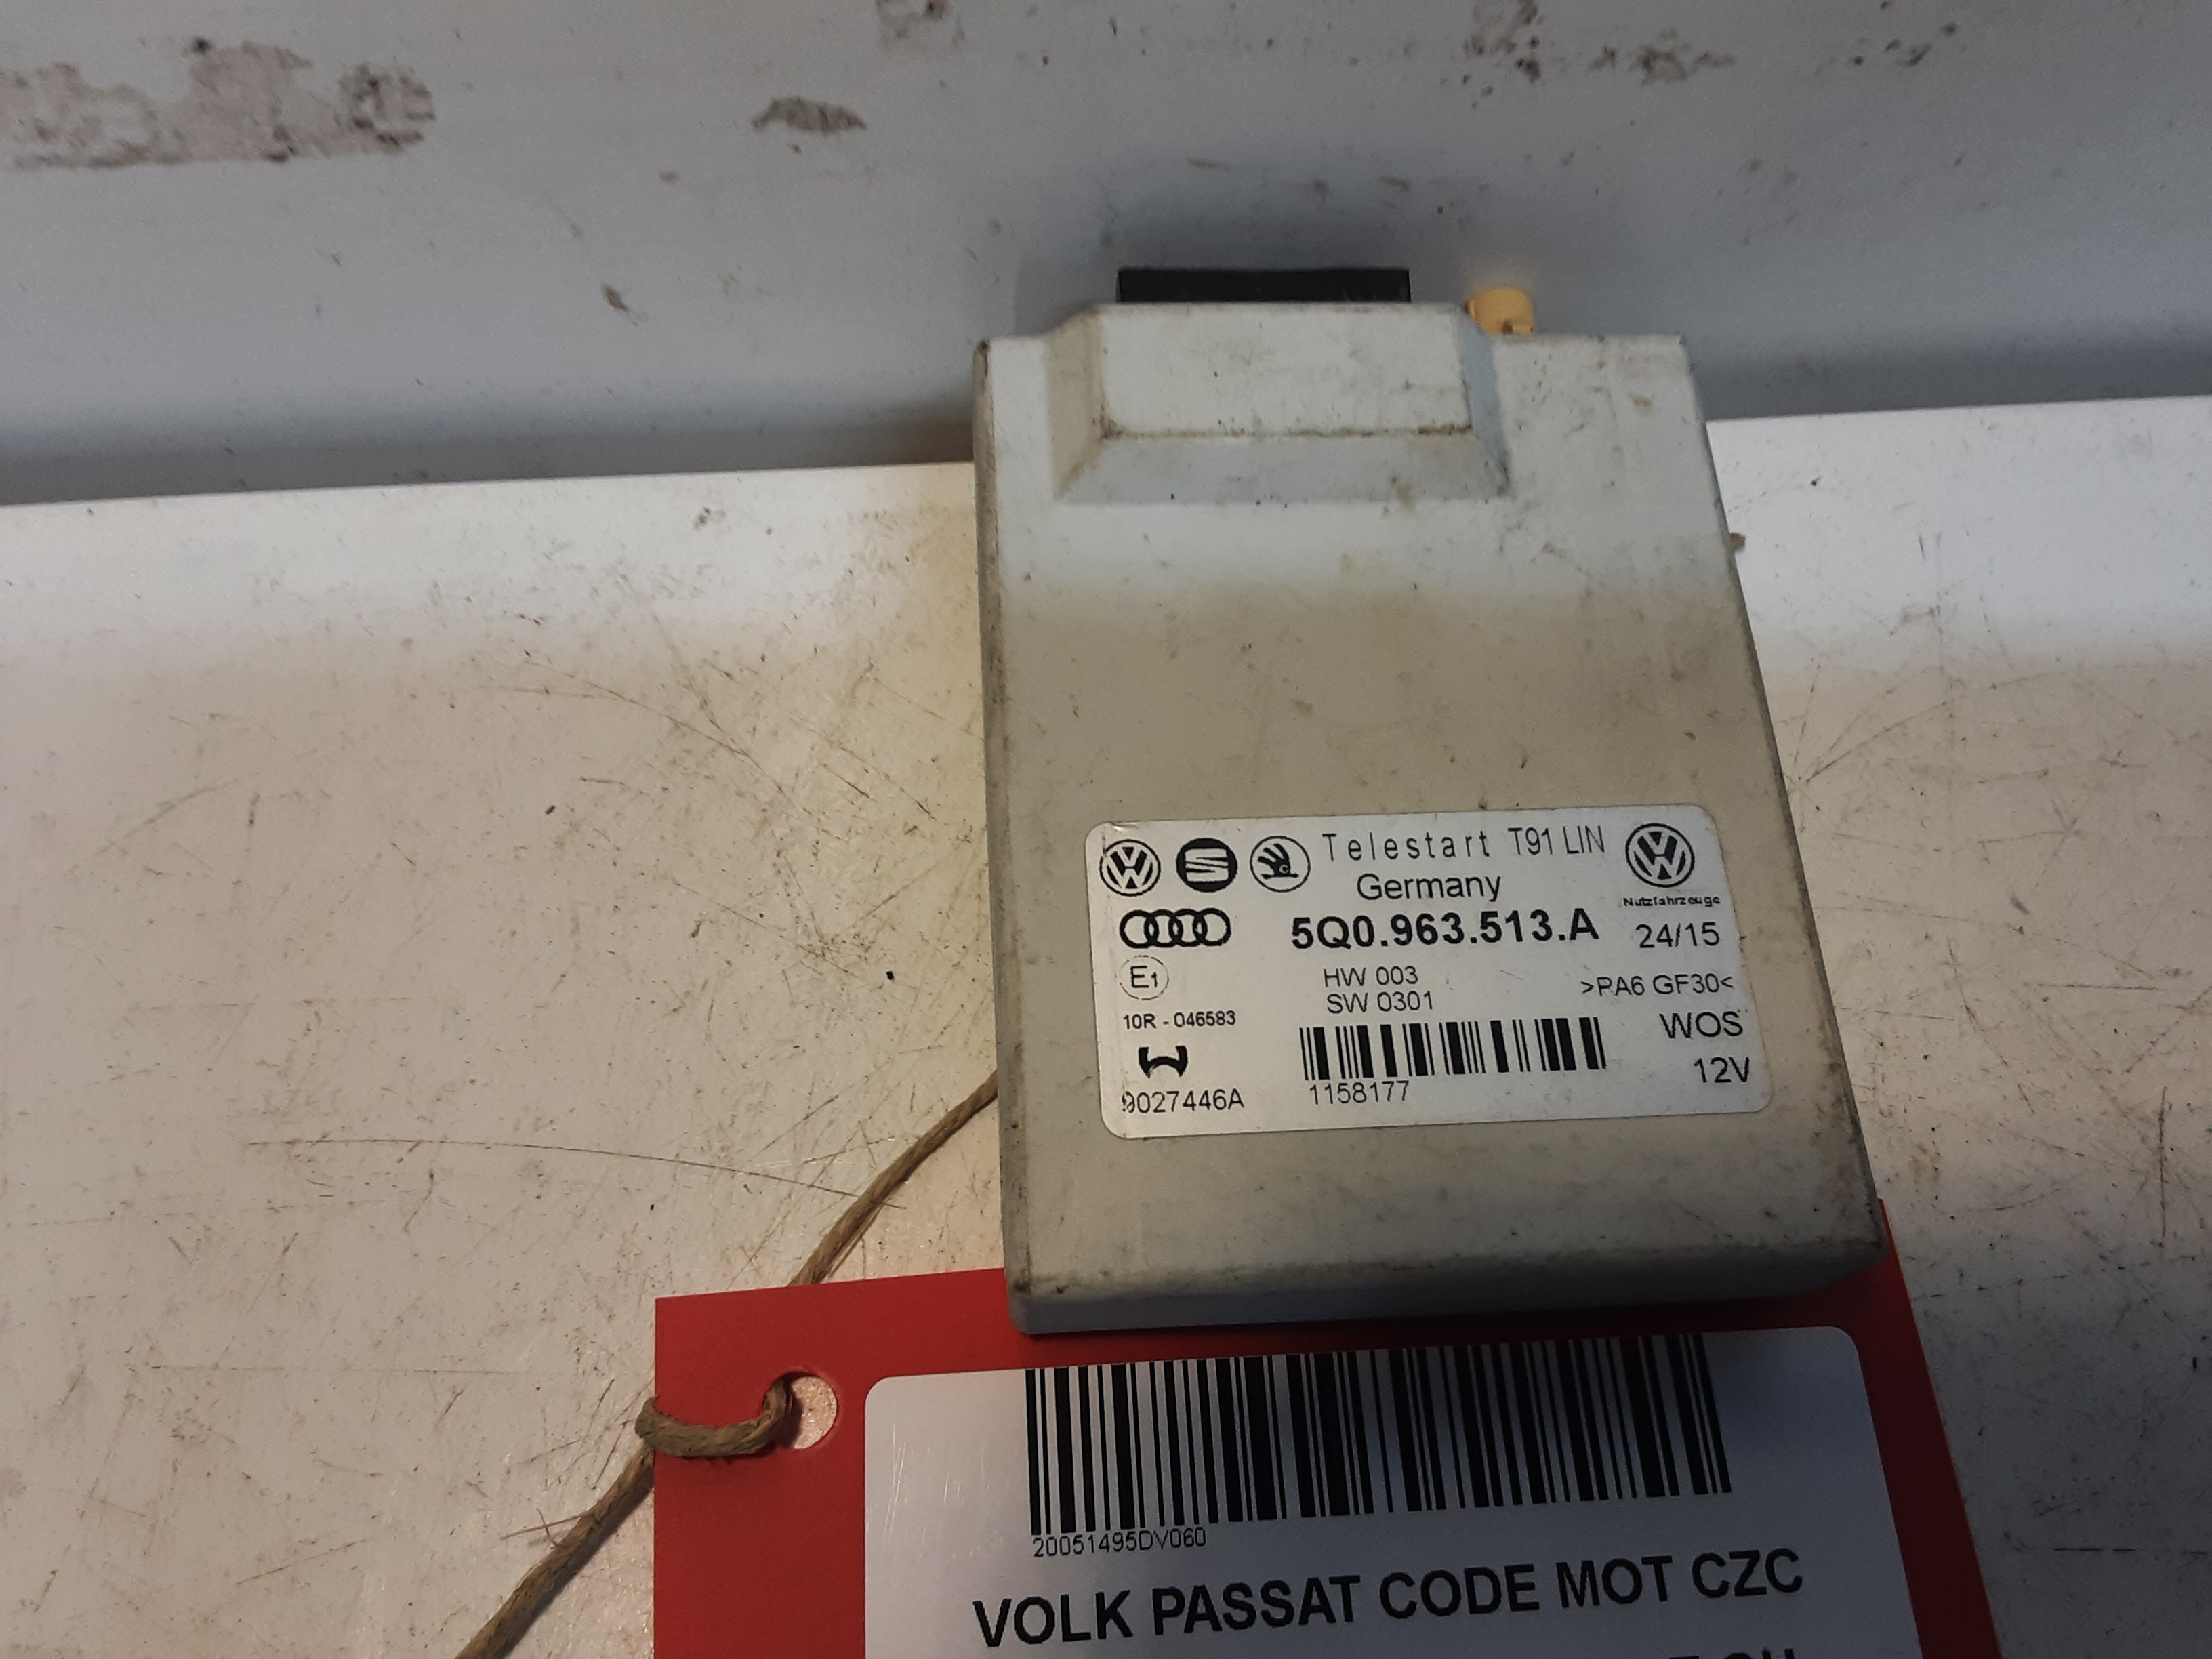 Telestart T91 LIN
Germany
Nutzfahrzeuge
5Q0.963.513.A
24/15
E1
HW 003
SW 0301
>PA6 GF30<
10R - 046583
WOS
12V
9027446A
1158177
20051495DV060
VOLK PASSAT CODE MOT CZC